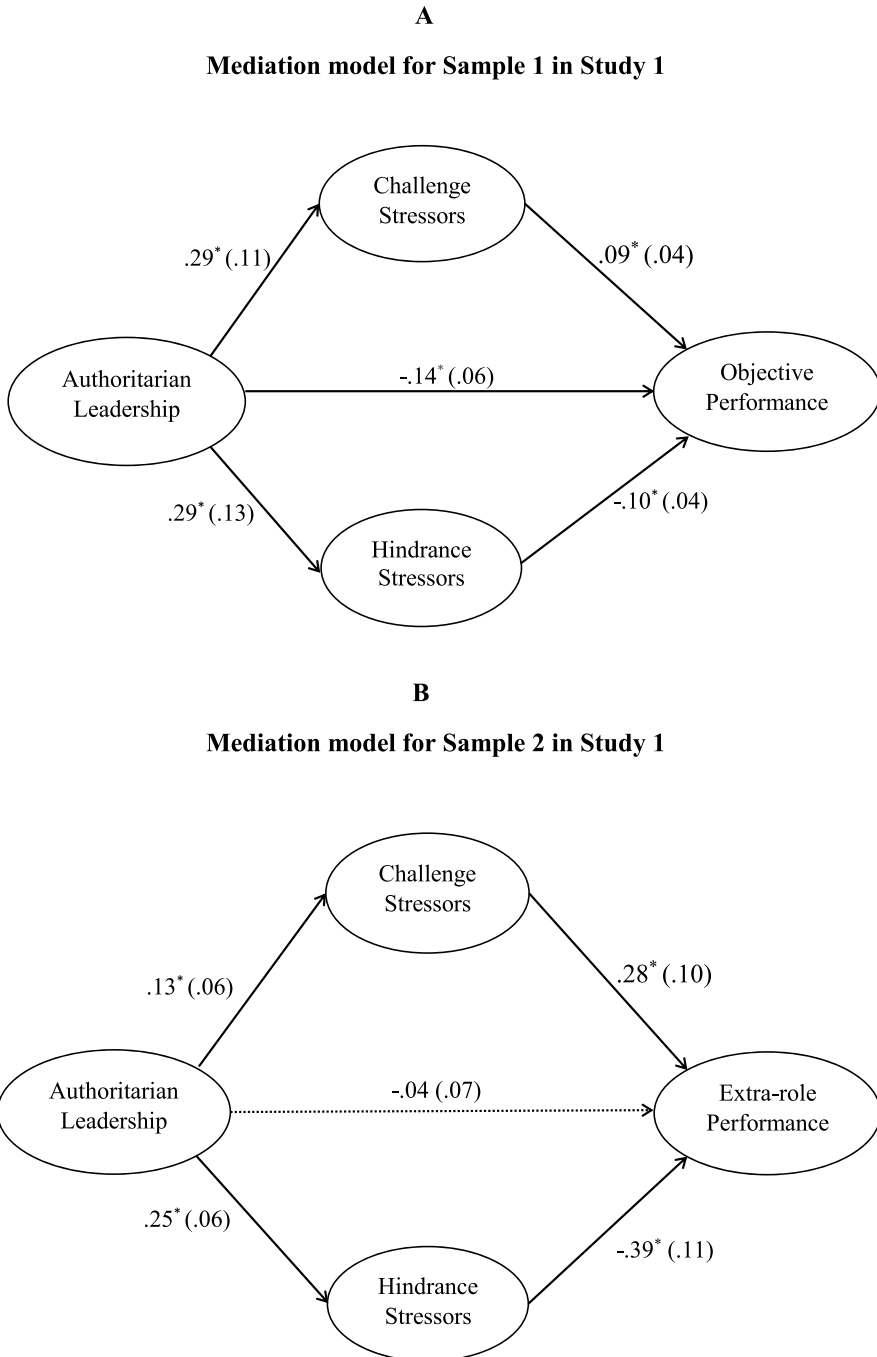 A
Mediation model for Sample 1 in Study 1
Challenge
Stressors
.29* (.11)
.09* (.04)
Authoritarian
Leadership
-.14* (.06)
Objective
Performance
.29* (.13)
-.10* (.04)
Hindrance
Stressors
B
Mediation model for Sample 2 in Study 1
Challenge
Stressors
.13* (.06)
.28* (.10)
Authoritarian
Leadership
-.04 (.07)
Extra-role
Performance
.25* (.06)
-.39* (.11)
Hindrance
Stressors